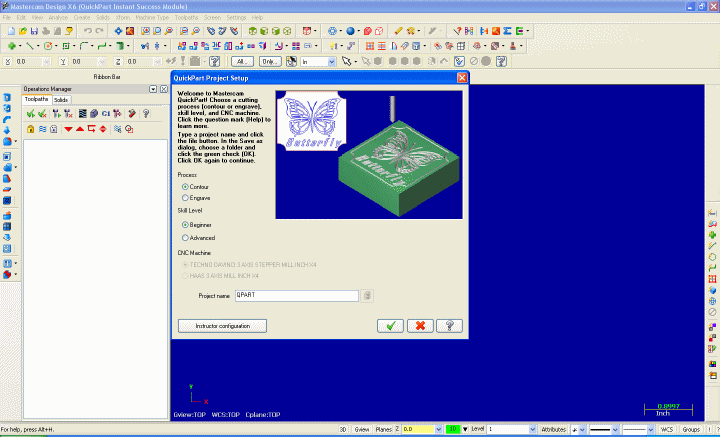 Mastercam Design X6 (QuickPart Instant Success Module)
File Edit View Analyze Create Solids Xform Machine Type Toolpaths Screen Settings Help
X 0.0 Y 0.0 Z 0.0 All... Only... In
Ribbon Bar
Operations Manager
Toolpaths Solids
G1
QuickPart Project Setup
Welcome to Mastercam
QuickPart! Choose a cutting
process (contour or engrave),
skill level, and CNC machine.
Click the question mark (Help) to
learn more.
Type a project name and click
the file button. In the Save as
dialog, choose a folder and
click the green check (OK).
Click OK again to continue.
Butterfly
Butterfly
Process
Contour
Engrave
Skill Level
Beginner
Advanced
CNC Machine
TECHNO DAVINCI 3 AXIS STEPPER MILL INCH X4
HAAS 3 AXIS MILL INCH X4
Project name QPART
Instructor configuration
Y
X
Gview:TOP WCS:TOP Cplane:TOP
0.8997
Inch
For help, press Alt+H.
3D Gview Planes Z 0.0 10 Level 1 Attributes WCS Groups ! ?